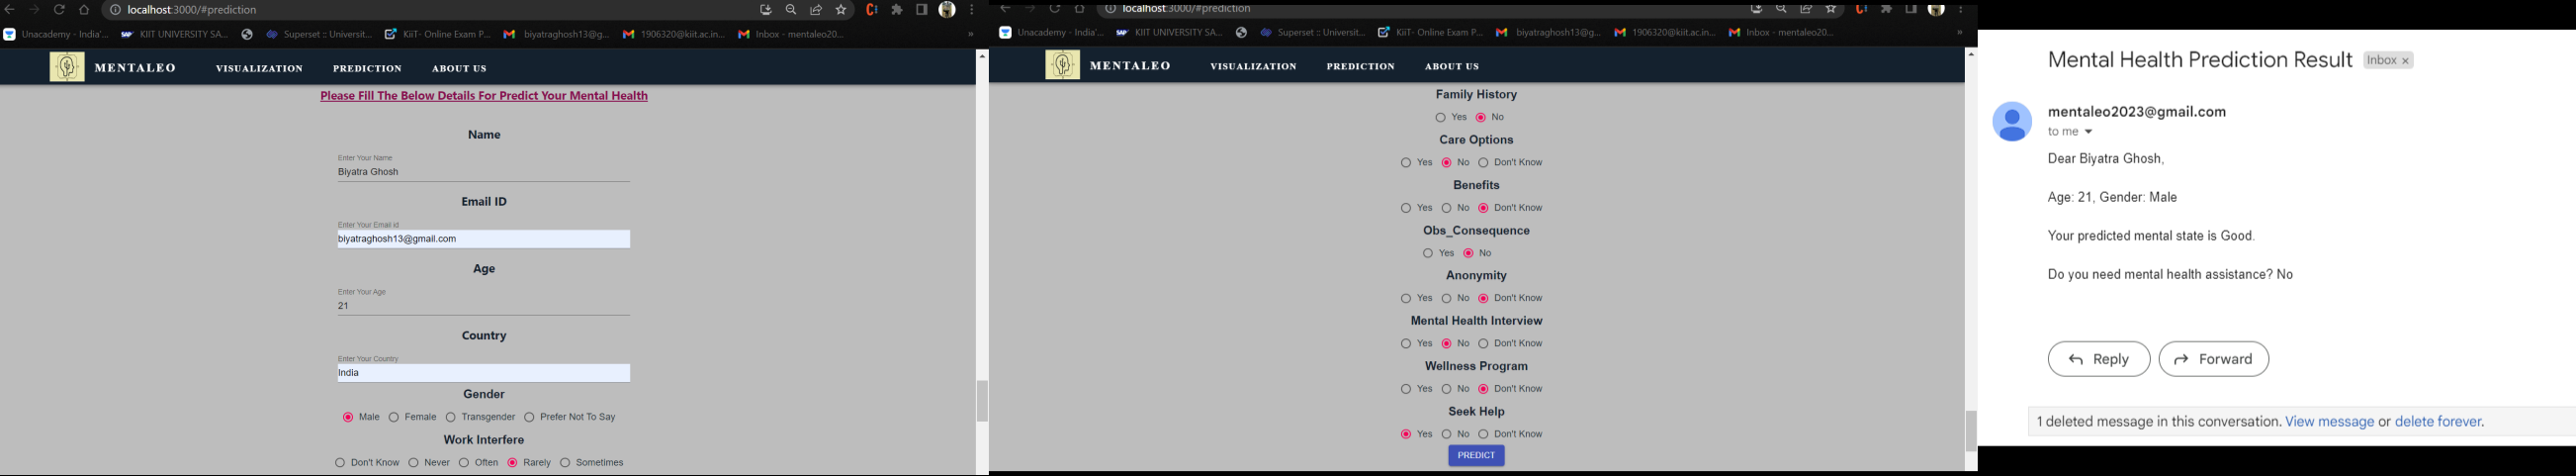 localhost:3000/#prediction
Unacademy - India'... KIIT UNIVERSITY SA... Superset :: Universit... KiiT- Online Exam P... biyatraghosh13@g... 1906320@kiit.ac.in... Inbox - mentaleo20... »
MENTALEO VISUALIZATION PREDICTION ABOUT US
Please Fill The Below Details For Predict Your Mental Health
Name
Enter Your Name
Biyatra Ghosh
Email ID
Enter Your Email id
biyatraghosh13@gmail.com
Age
Enter Your Age
21
Country
Enter Your Country
India
Gender
Male Female Transgender Prefer Not To Say
Work Interfere
Don't Know Never Often Rarely Sometimes
localhost:3000/#prediction
Unacademy - India'... KIIT UNIVERSITY SA... Superset :: Universit... KiiT- Online Exam P... biyatraghosh13@g... 1906320@kiit.ac.in... Inbox - mentaleo20... »
MENTALEO VISUALIZATION PREDICTION ABOUT US
Family History
Yes No
Care Options
Yes No Don't Know
Benefits
Yes No Don't Know
Obs_Consequence
Yes No
Anonymity
Yes No Don't Know
Mental Health Interview
Yes No Don't Know
Wellness Program
Yes No Don't Know
Seek Help
Yes No Don't Know
PREDICT
Mental Health Prediction Result Inbox ×
mentaleo2023@gmail.com
to me
Dear Biyatra Ghosh,
Age: 21, Gender: Male
Your predicted mental state is Good.
Do you need mental health assistance? No
Reply Forward
1 deleted message in this conversation. View message or delete forever.